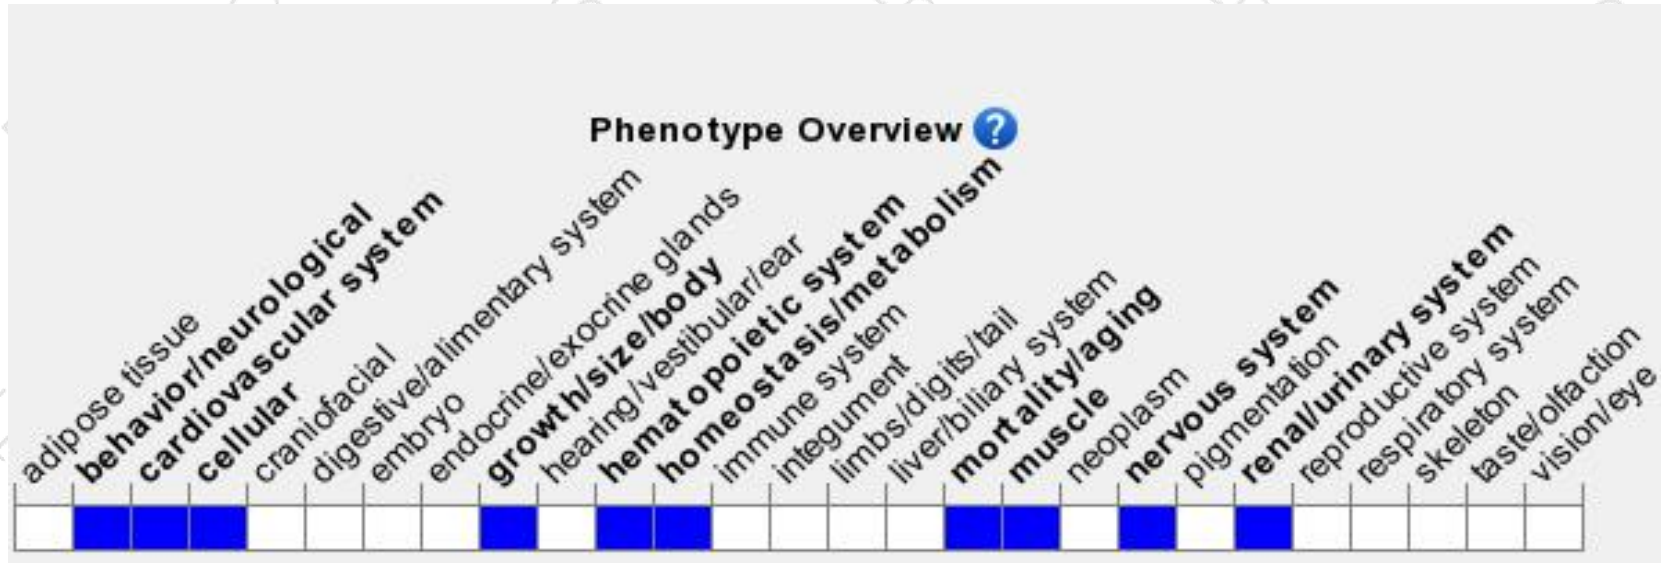 Phenotype Overview ?
adipose tissue
behavior/neurological
cardiovascular system
cellular
craniofacial
digestive/alimentary system
embryo
endocrine/exocrine glands
growth/size/body
hearing/vestibular/ear
hematopoietic system
homeostasis/metabolism
immune system
integument
limbs/digits/tail
liver/biliary system
mortality/aging
muscle
neoplasm
nervous system
pigmentation
renal/urinary system
reproductive system
respiratory system
skeleton
taste/olfaction
vision/eye